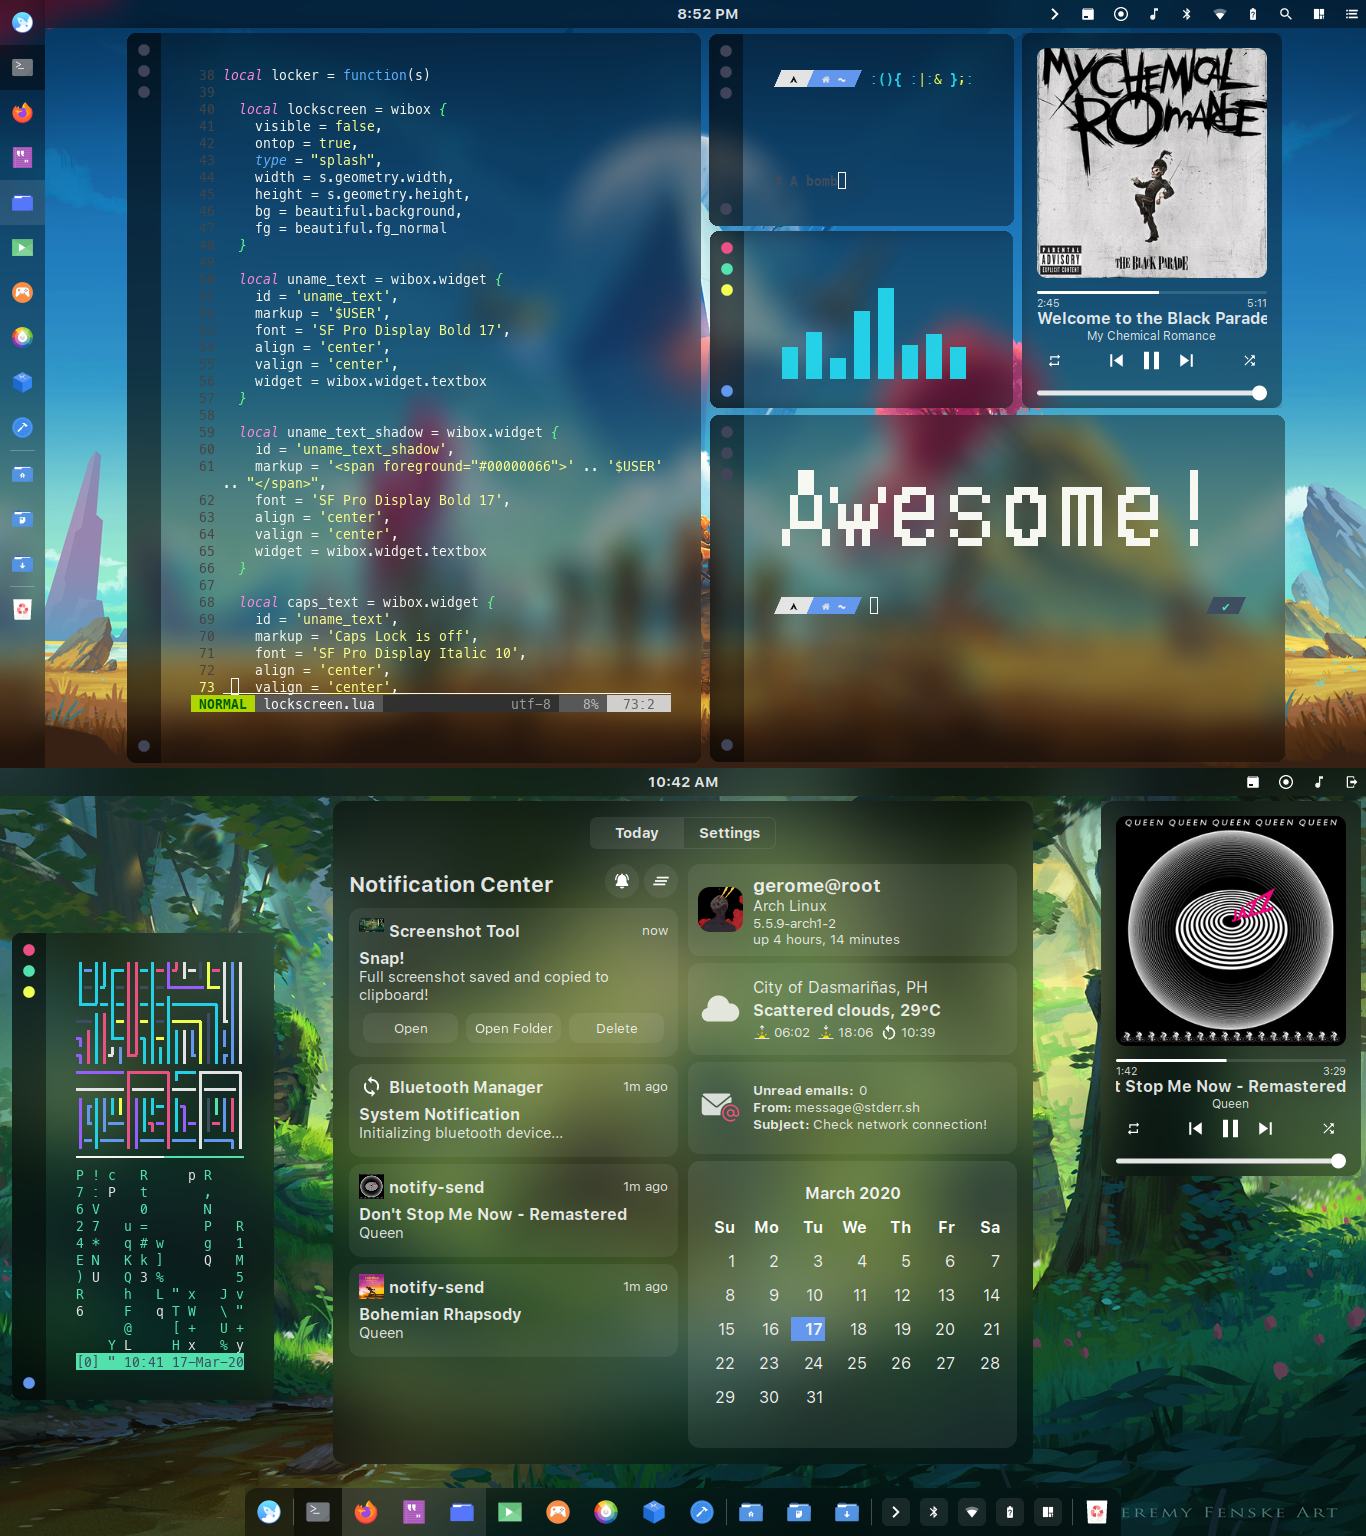 8:52 PM
38 local locker = function(s)
39
40 local lockscreen = wibox {
41 visible = false,
42 ontop = true,
43 type = "splash",
44 width = s.geometry.width,
45 height = s.geometry.height,
46 bg = beautiful.background,
47 fg = beautiful.fg_normal
48 }
49
50 local uname_text = wibox.widget {
51 id = 'uname_text',
52 markup = '$USER',
53 font = 'SF Pro Display Bold 17',
54 align = 'center',
55 valign = 'center',
56 widget = wibox.widget.textbox
57 }
58
59 local uname_text_shadow = wibox.widget {
60 id = 'uname_text_shadow',
61 markup = '<span foreground="#00000066">' .. '$USER'
.. "</span>",
62 font = 'SF Pro Display Bold 17',
63 align = 'center',
64 valign = 'center',
65 widget = wibox.widget.textbox
66 }
67
68 local caps_text = wibox.widget {
69 id = 'uname_text',
70 markup = 'Caps Lock is off',
71 font = 'SF Pro Display Italic 10',
72 align = 'center',
73 valign = 'center',
NORMAL lockscreen.lua utf-8 8% 73:2
~ :(){ :|:& };:
# A bomb
Awesome!
~ ✓
MY CHEMICAL
ROMANCE
PARENTAL
ADVISORY
EXPLICIT CONTENT
THE BLACK PARADE
2:45 5:11
Welcome to the Black Parade
My Chemical Romance
10:42 AM
P ! c R p R
7 : P t ,
6 V 0 N
2 7 u = P R
4 * q # w g 1
E N K k ] Q M
) U Q 3 % 5
R h L " x J v
6 F q T W \ "
@ [ + U +
Y L H x % y
[0] " 10:41 17-Mar-20
Today Settings
Notification Center
Screenshot Tool now
Snap!
Full screenshot saved and copied to
clipboard!
Open Open Folder Delete
Bluetooth Manager 1m ago
System Notification
Initializing bluetooth device...
notify-send 1m ago
Don't Stop Me Now - Remastered
Queen
notify-send 1m ago
Bohemian Rhapsody
Queen
gerome@root
Arch Linux
5.5.9-arch1-2
up 4 hours, 14 minutes
City of Dasmariñas, PH
Scattered clouds, 29°C
06:02 18:06 10:39
Unread emails: 0
From: message@stderr.sh
Subject: Check network connection!
March 2020
Su Mo Tu We Th Fr Sa
1 2 3 4 5 6 7
8 9 10 11 12 13 14
15 16 17 18 19 20 21
22 23 24 25 26 27 28
29 30 31
QUEEN QUEEN QUEEN QUEEN QUEEN
JAZZ
1:42 3:29
t Stop Me Now - Remastered
Queen
EREMY FENSKE ART